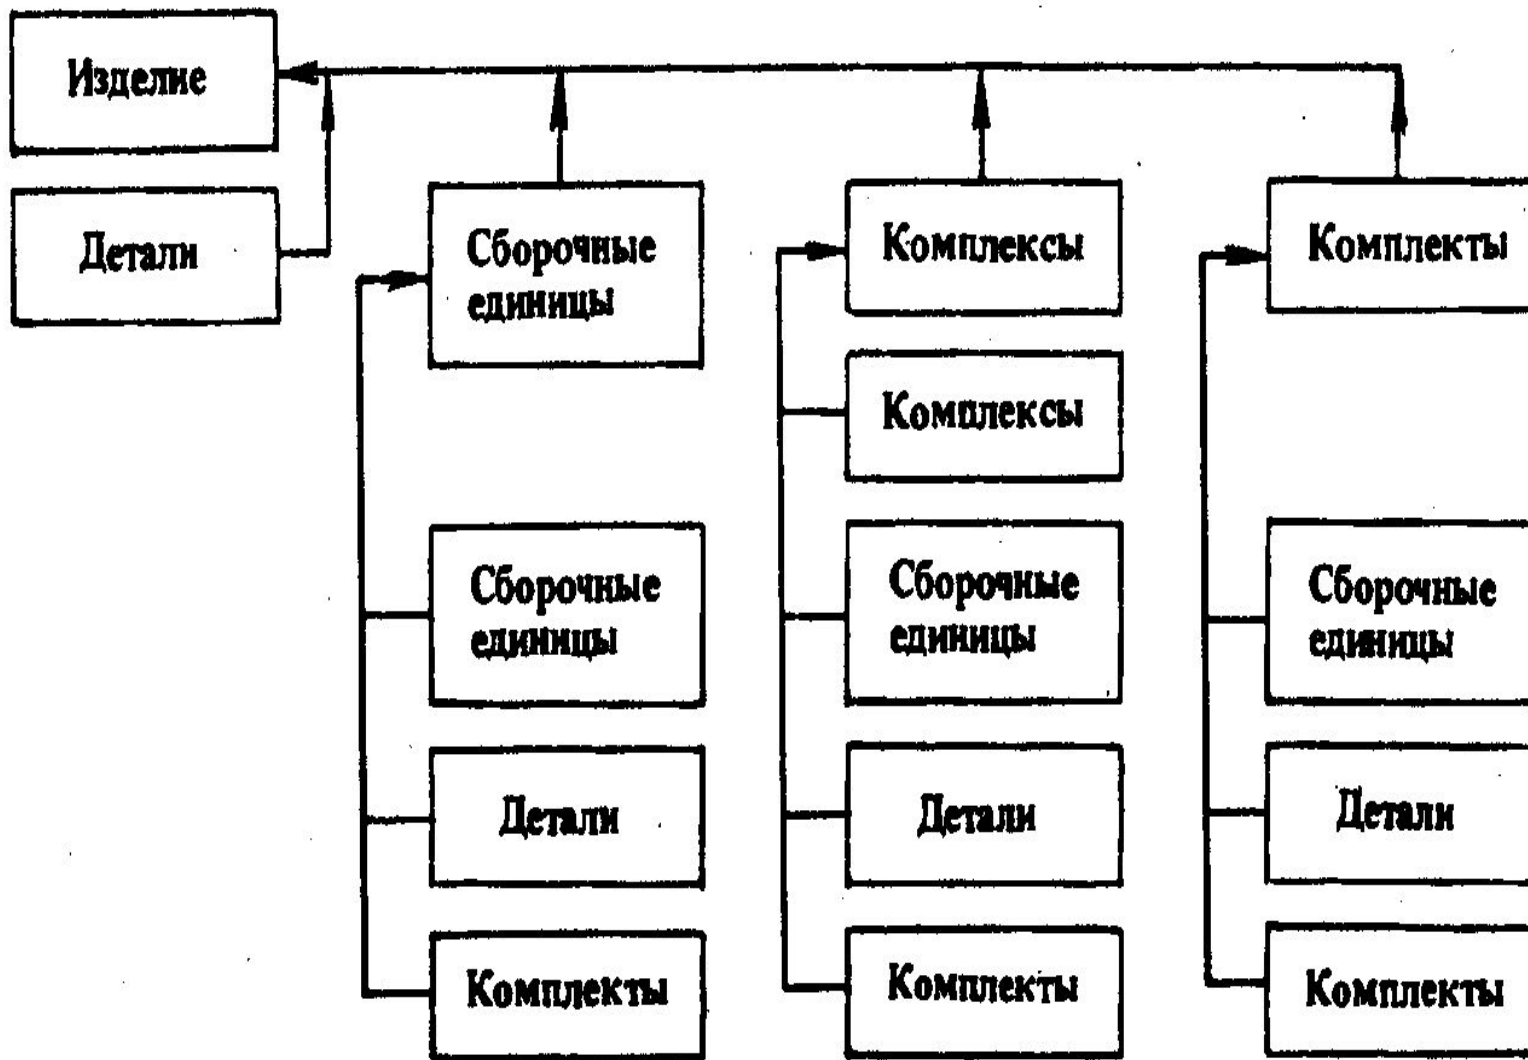 Изделие
Детали
Сборочные
единицы
Сборочные
единицы
Детали
Комплекты
Комплексы
Комплексы
Сборочные
единицы
Детали
Комплекты
Комплекты
Сборочные
единицы
Детали
Комплекты